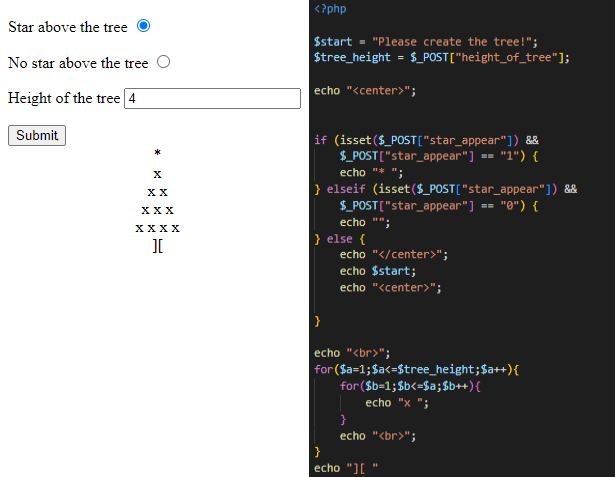 Star above the tree
No star above the tree
Height of the tree 4
Submit
*
x
x x
x x x
x x x x
][
<?php
$start = "Please create the tree!";
$tree_height = $_POST["height_of_tree"];
echo "<center>";
if (isset($_POST["star_appear"]) &&
$_POST["star_appear"] == "1") {
echo "* ";
} elseif (isset($_POST["star_appear"]) &&
$_POST["star_appear"] == "0") {
echo "";
} else {
echo "</center>";
echo $start;
echo "<center>";
}
echo "<br>";
for($a=1;$a<=$tree_height;$a++){
for($b=1;$b<=$a;$b++){
echo "x ";
}
echo "<br>";
}
echo "][ "